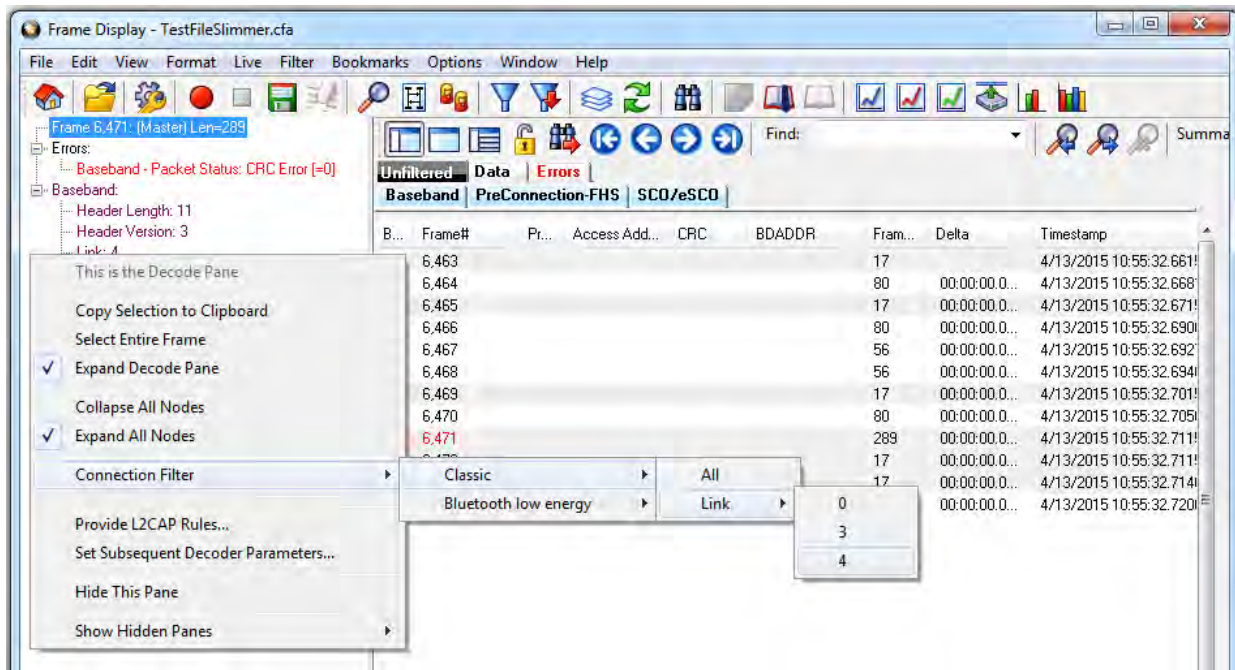 Frame Display - TestFileSlimmer.cfa
File Edit View Format Live Filter Bookmarks Options Window Help
Frame 6,471: (Master) Len=289
Errors:
Baseband - Packet Status: CRC Error [=0]
Baseband:
Header Length: 11
Header Version: 3
Link: 4
This is the Decode Pane
Copy Selection to Clipboard
Select Entire Frame
Expand Decode Pane
Collapse All Nodes
Expand All Nodes
Connection Filter
Provide L2CAP Rules...
Set Subsequent Decoder Parameters...
Hide This Pane
Show Hidden Panes
Classic
Bluetooth low energy
All
Link
0
3
4
Find:
Summa
Unfiltered Data Errors
Baseband PreConnection-FHS SCO/eSCO
B... Frame# Pr... Access Add... CRC BDADDR Fram... Delta Timestamp
6,463 17 4/13/2015 10:55:32.661
6,464 80 00:00:00.0... 4/13/2015 10:55:32.668
6,465 17 00:00:00.0... 4/13/2015 10:55:32.671
6,466 80 00:00:00.0... 4/13/2015 10:55:32.690
6,467 56 00:00:00.0... 4/13/2015 10:55:32.692
6,468 56 00:00:00.0... 4/13/2015 10:55:32.694
6,469 17 00:00:00.0... 4/13/2015 10:55:32.701
6,470 80 00:00:00.0... 4/13/2015 10:55:32.705
6,471 289 00:00:00.0... 4/13/2015 10:55:32.711
17 00:00:00.0... 4/13/2015 10:55:32.711
17 00:00:00.0... 4/13/2015 10:55:32.714
00:00:00.0... 4/13/2015 10:55:32.720